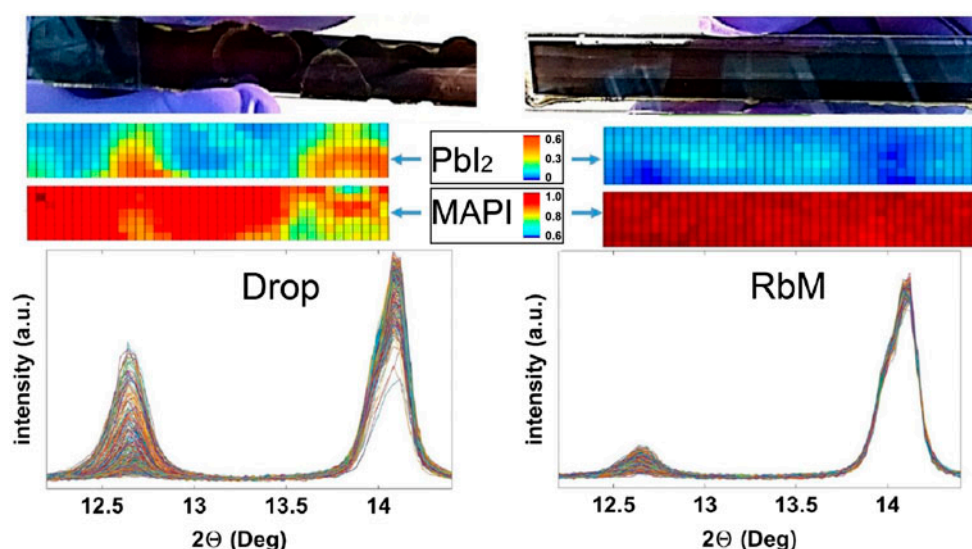 PbI₂
0.6
0.3
0
MAPI
1.0
0.8
0.6
Drop
intensity (a.u.)
12.5 13 13.5 14
2Θ (Deg)
RbM
intensity (a.u.)
12.5 13 13.5 14
2Θ (Deg)